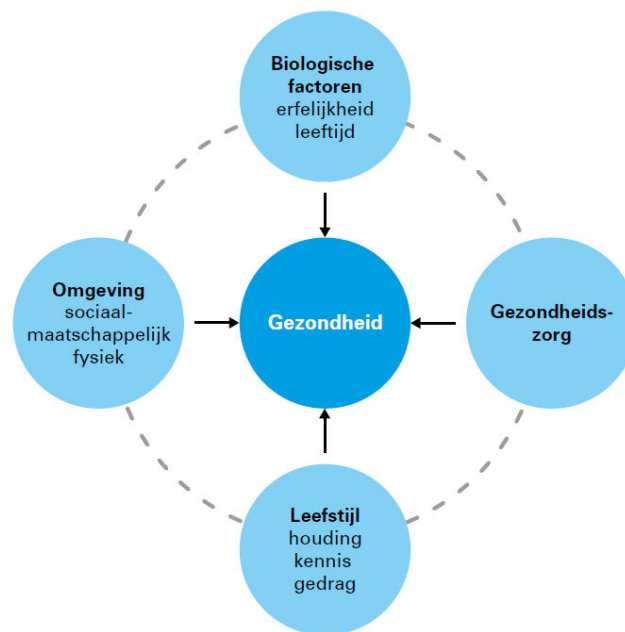 Biologische
factoren
erfelijkheid
leeftijd
Omgeving
sociaal-
maatschappelijk
fysiek
Gezondheid
Gezondheids-
zorg
Leefstijl
houding
kennis
gedrag